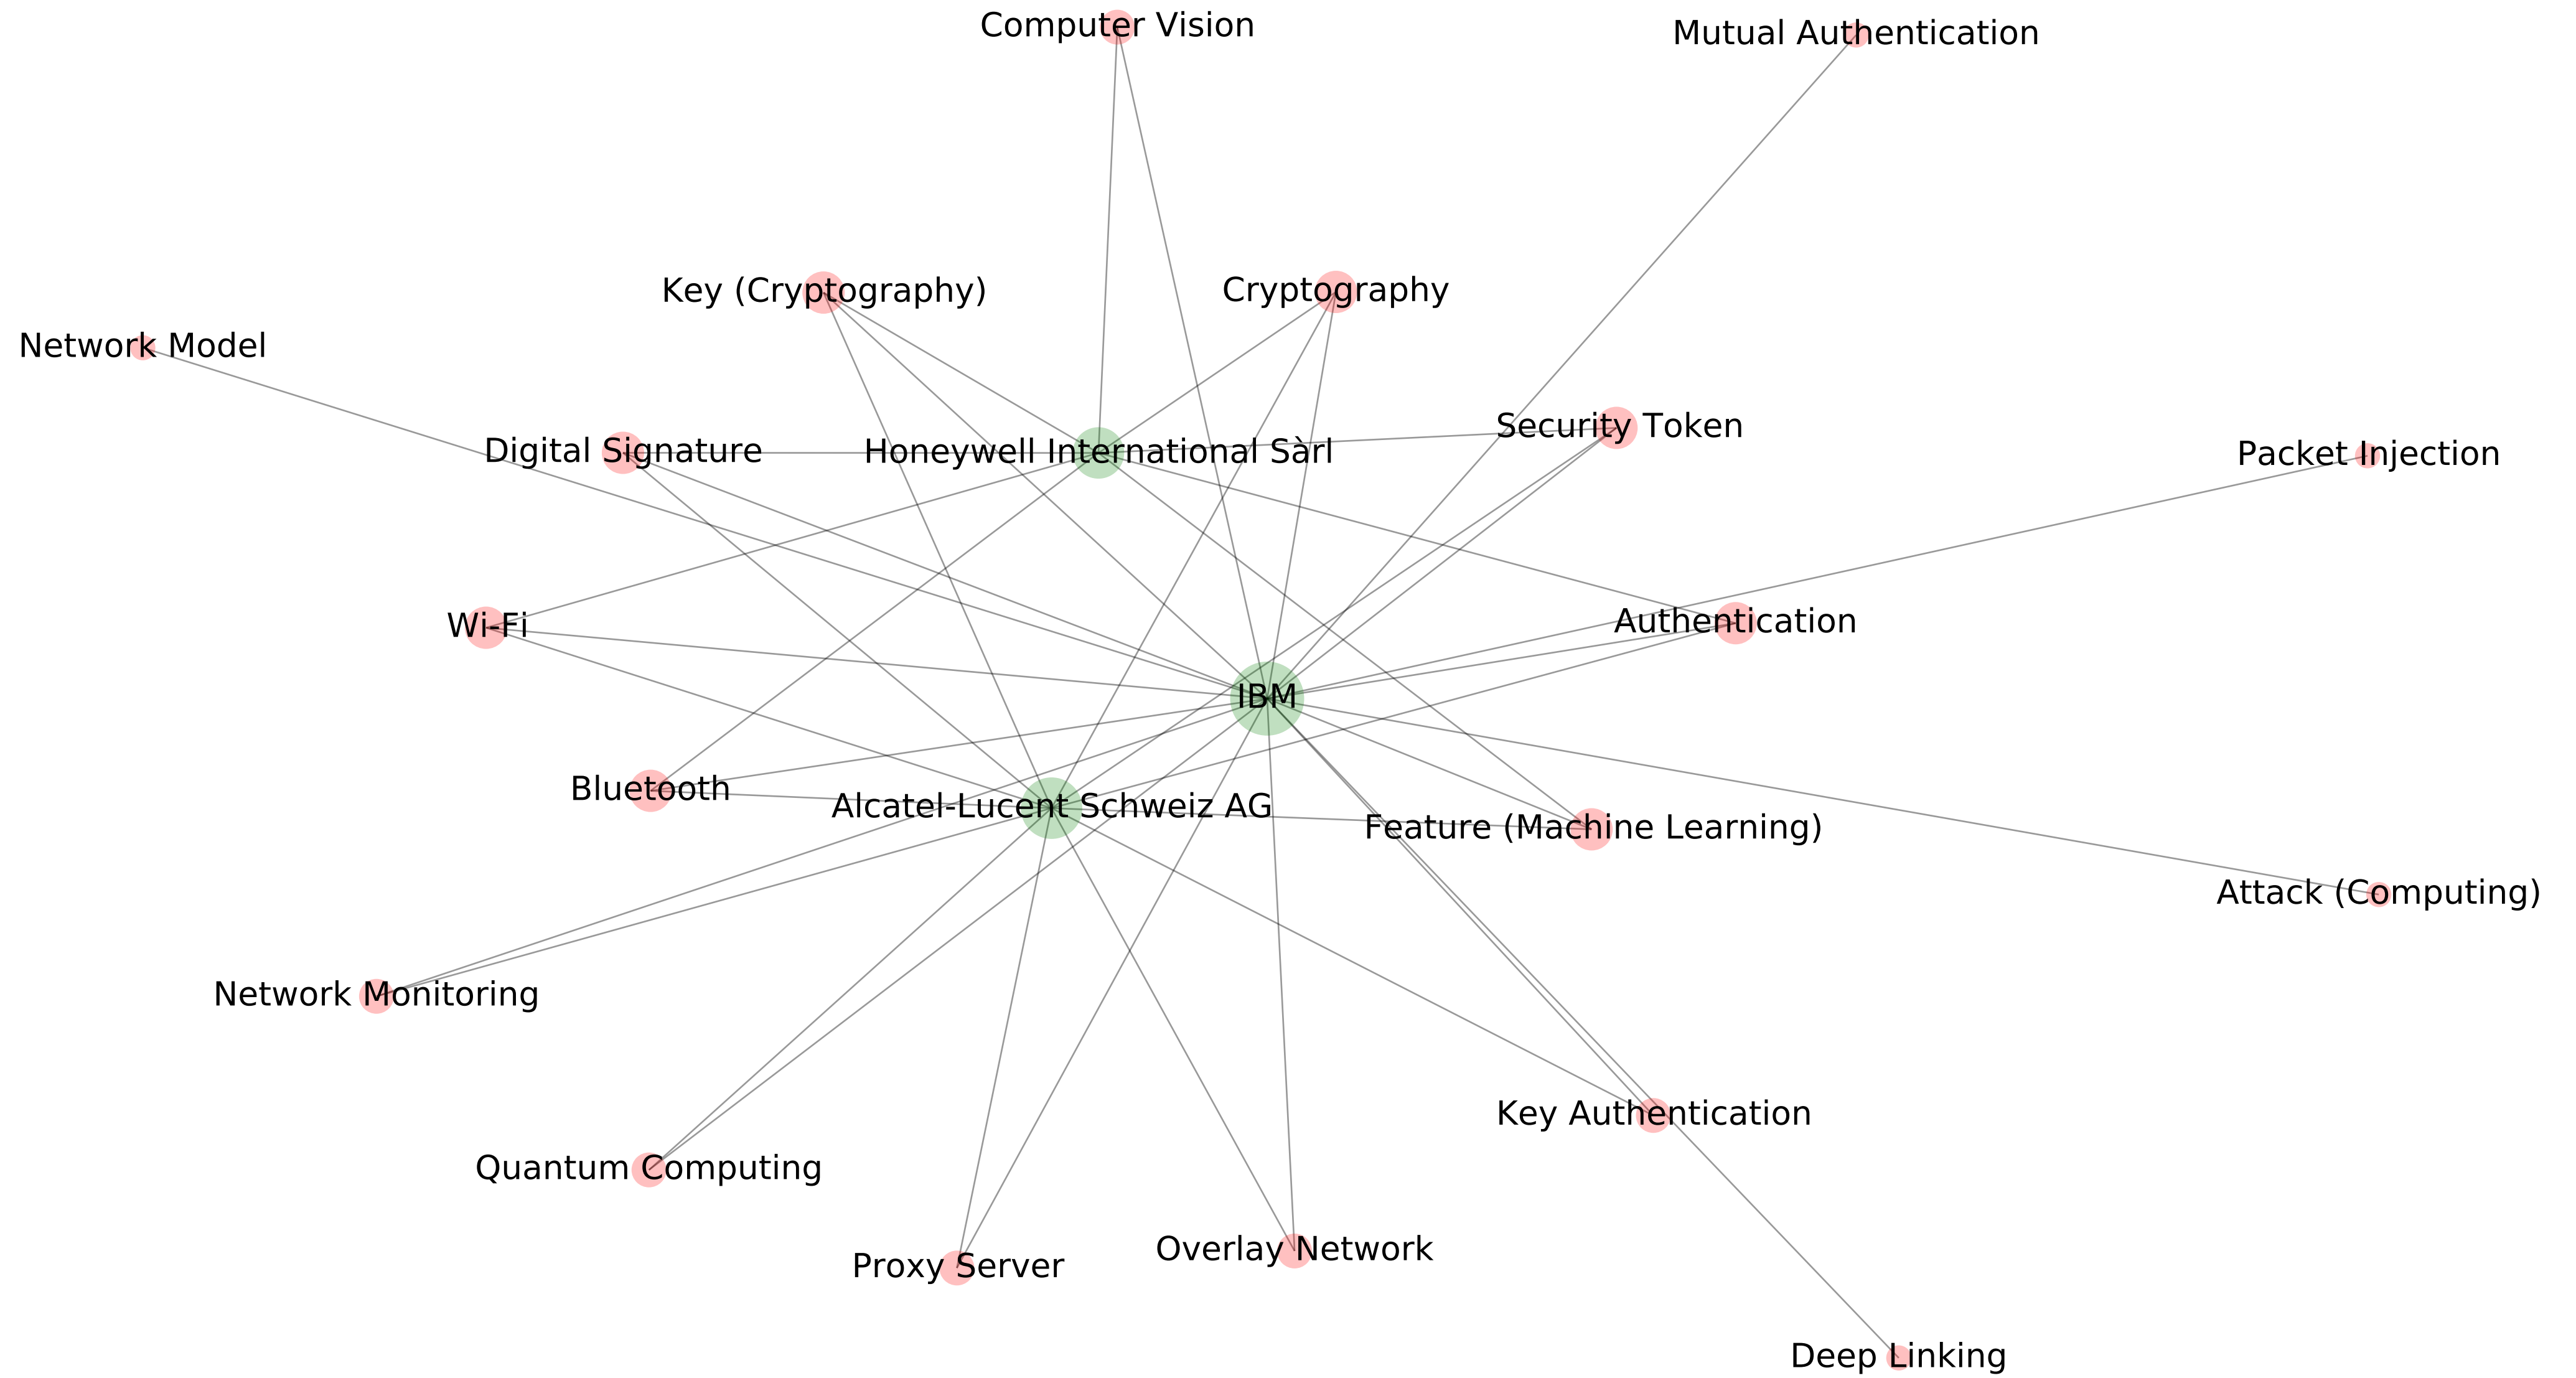 Computer Vision
Mutual Authentication
Key (Cryptography)
Cryptography
Network Model
Digital Signature
Honeywell International Sàrl
Security Token
Packet Injection
Wi-Fi
Authentication
IBM
Bluetooth
Alcatel-Lucent Schweiz AG
Feature (Machine Learning)
Attack (Computing)
Network Monitoring
Key Authentication
Quantum Computing
Proxy Server
Overlay Network
Deep Linking